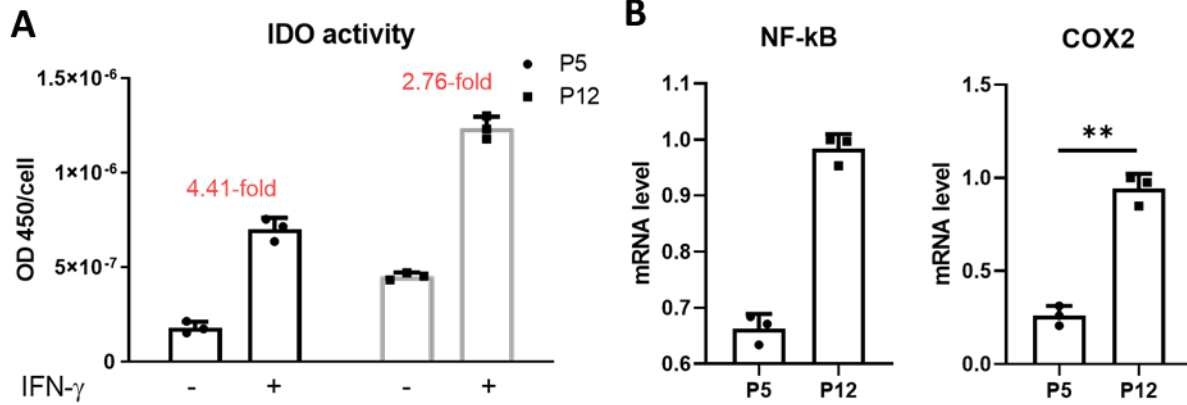 A
IDO activity
OD 450/cell
1.5×10⁻⁶
1×10⁻⁶
5×10⁻⁷
0
4.41-fold
2.76-fold
P5
P12
IFN-γ - + - +
B
NF-kB
mRNA level
1.1
1.0
0.9
0.8
0.7
0.6
P5 P12
COX2
mRNA level
1.5
1.0
0.5
0.0
**
P5 P12